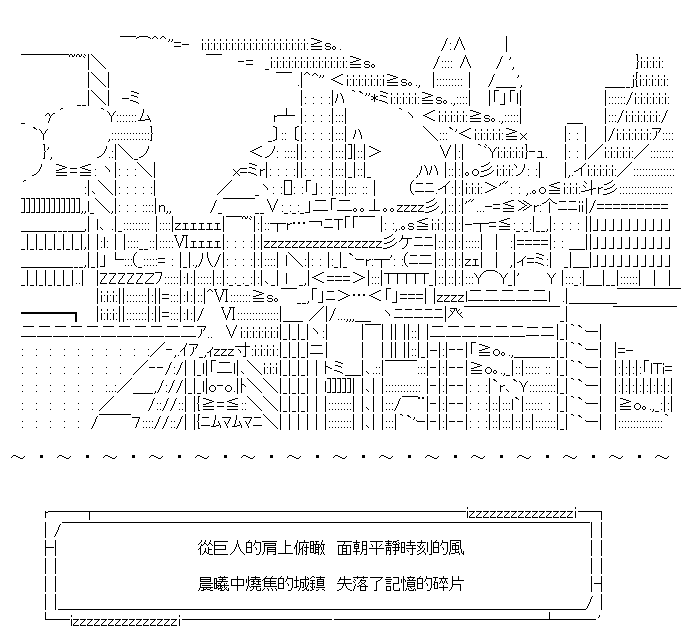 從巨人的肩上俯瞰 面朝平靜時刻的風
晨曦中燒焦的城鎮 失落了記憶的碎片